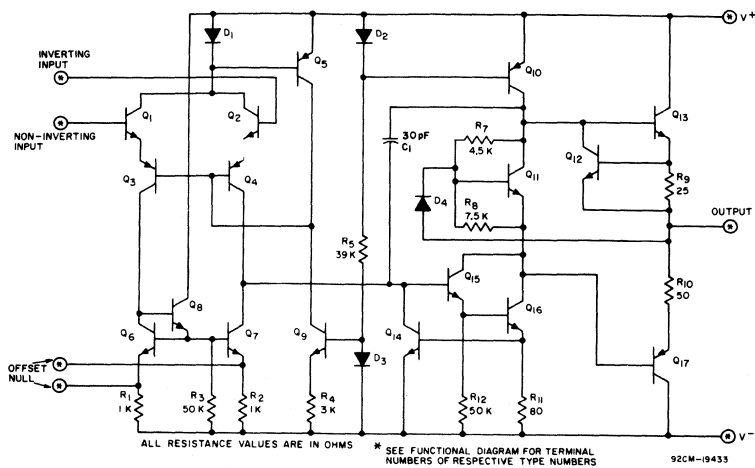 V+
D1
D2
INVERTING
INPUT
Q5
Q10
Q1
Q2
Q13
NON-INVERTING
INPUT
30 pF
C1
R7
4.5 K
Q12
Q3
Q4
Q11
R9
25
D4
R8
7.5 K
OUTPUT
R5
39 K
Q15
R10
50
Q8
Q16
Q6
Q7
Q9
Q14
Q17
OFFSET
NULL
D3
R1
1 K
R3
50 K
R2
1 K
R4
3 K
R12
50 K
R11
80
V-
ALL RESISTANCE VALUES ARE IN OHMS
* SEE FUNCTIONAL DIAGRAM FOR TERMINAL
NUMBERS OF RESPECTIVE TYPE NUMBERS
92CM-19433